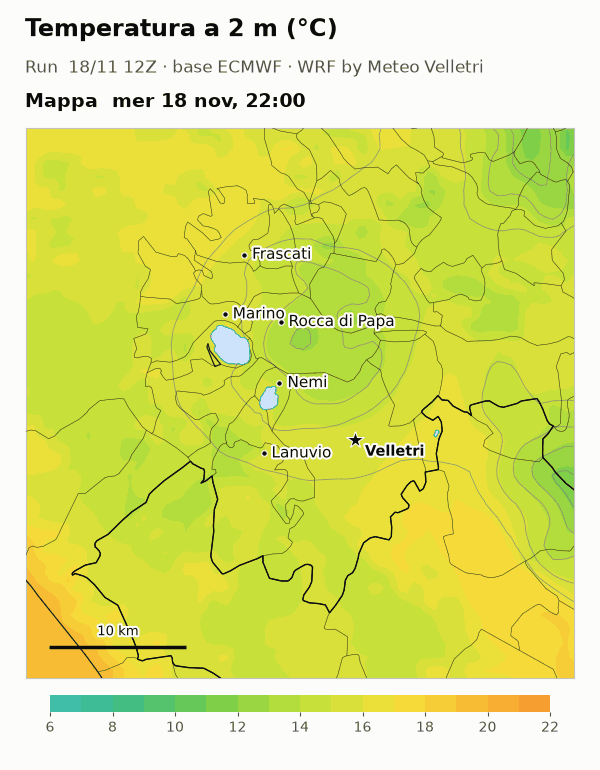 Temperatura a 2 m (°C)
Run  18/11 12Z · base ECMWF · WRF by Meteo Velletri
Mappa  mer 18 nov, 22:00
Frascati
Marino
Rocca di Papa
Nemi
Velletri
Lanuvio
10 km
6 8 10 12 14 16 18 20 22